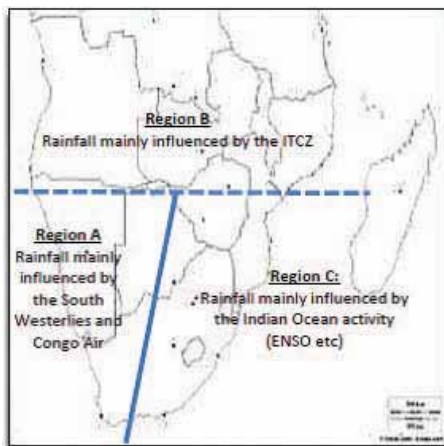 Region B
Rainfall mainly influenced by the ITCZ
Region A
Rainfall mainly
influenced by
the South
Westerlies and
Congo Air
Region C:
Rainfall mainly influenced by
the Indian Ocean activity
(ENSO etc)